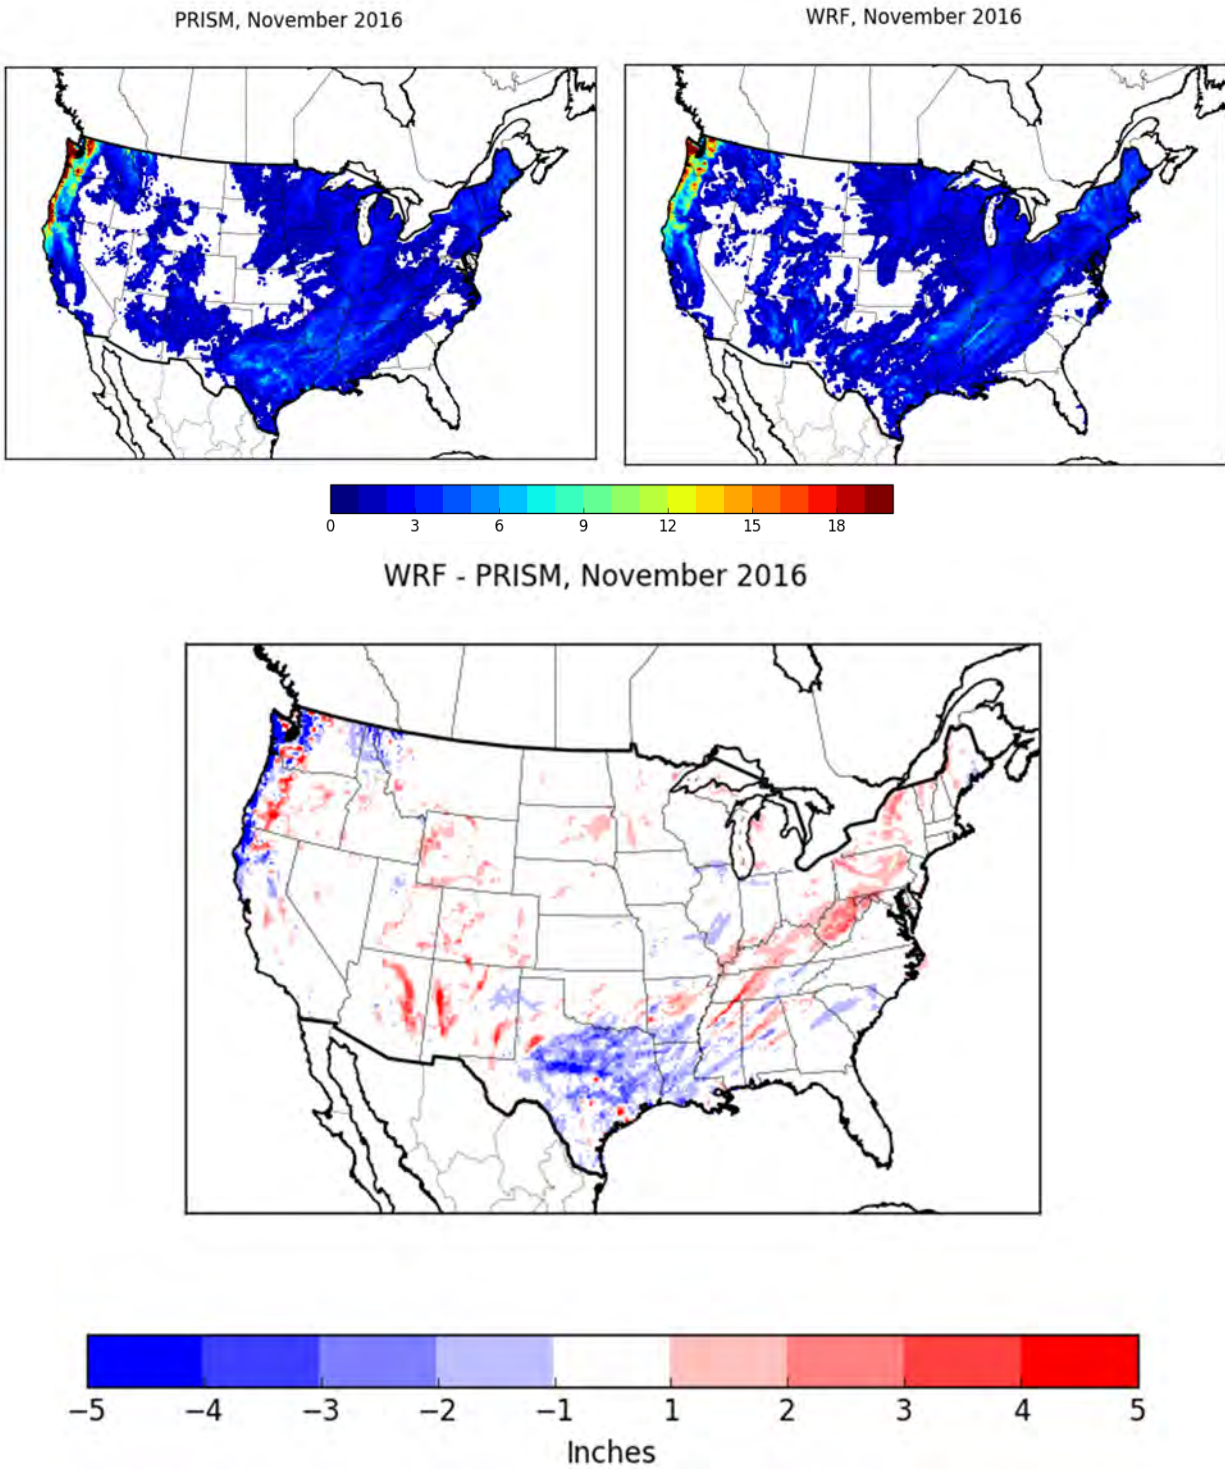 PRISM, November 2016
WRF, November 2016
0 3 6 9 12 15 18
WRF - PRISM, November 2016
−5 −4 −3 −2 −1 1 2 3 4 5
Inches